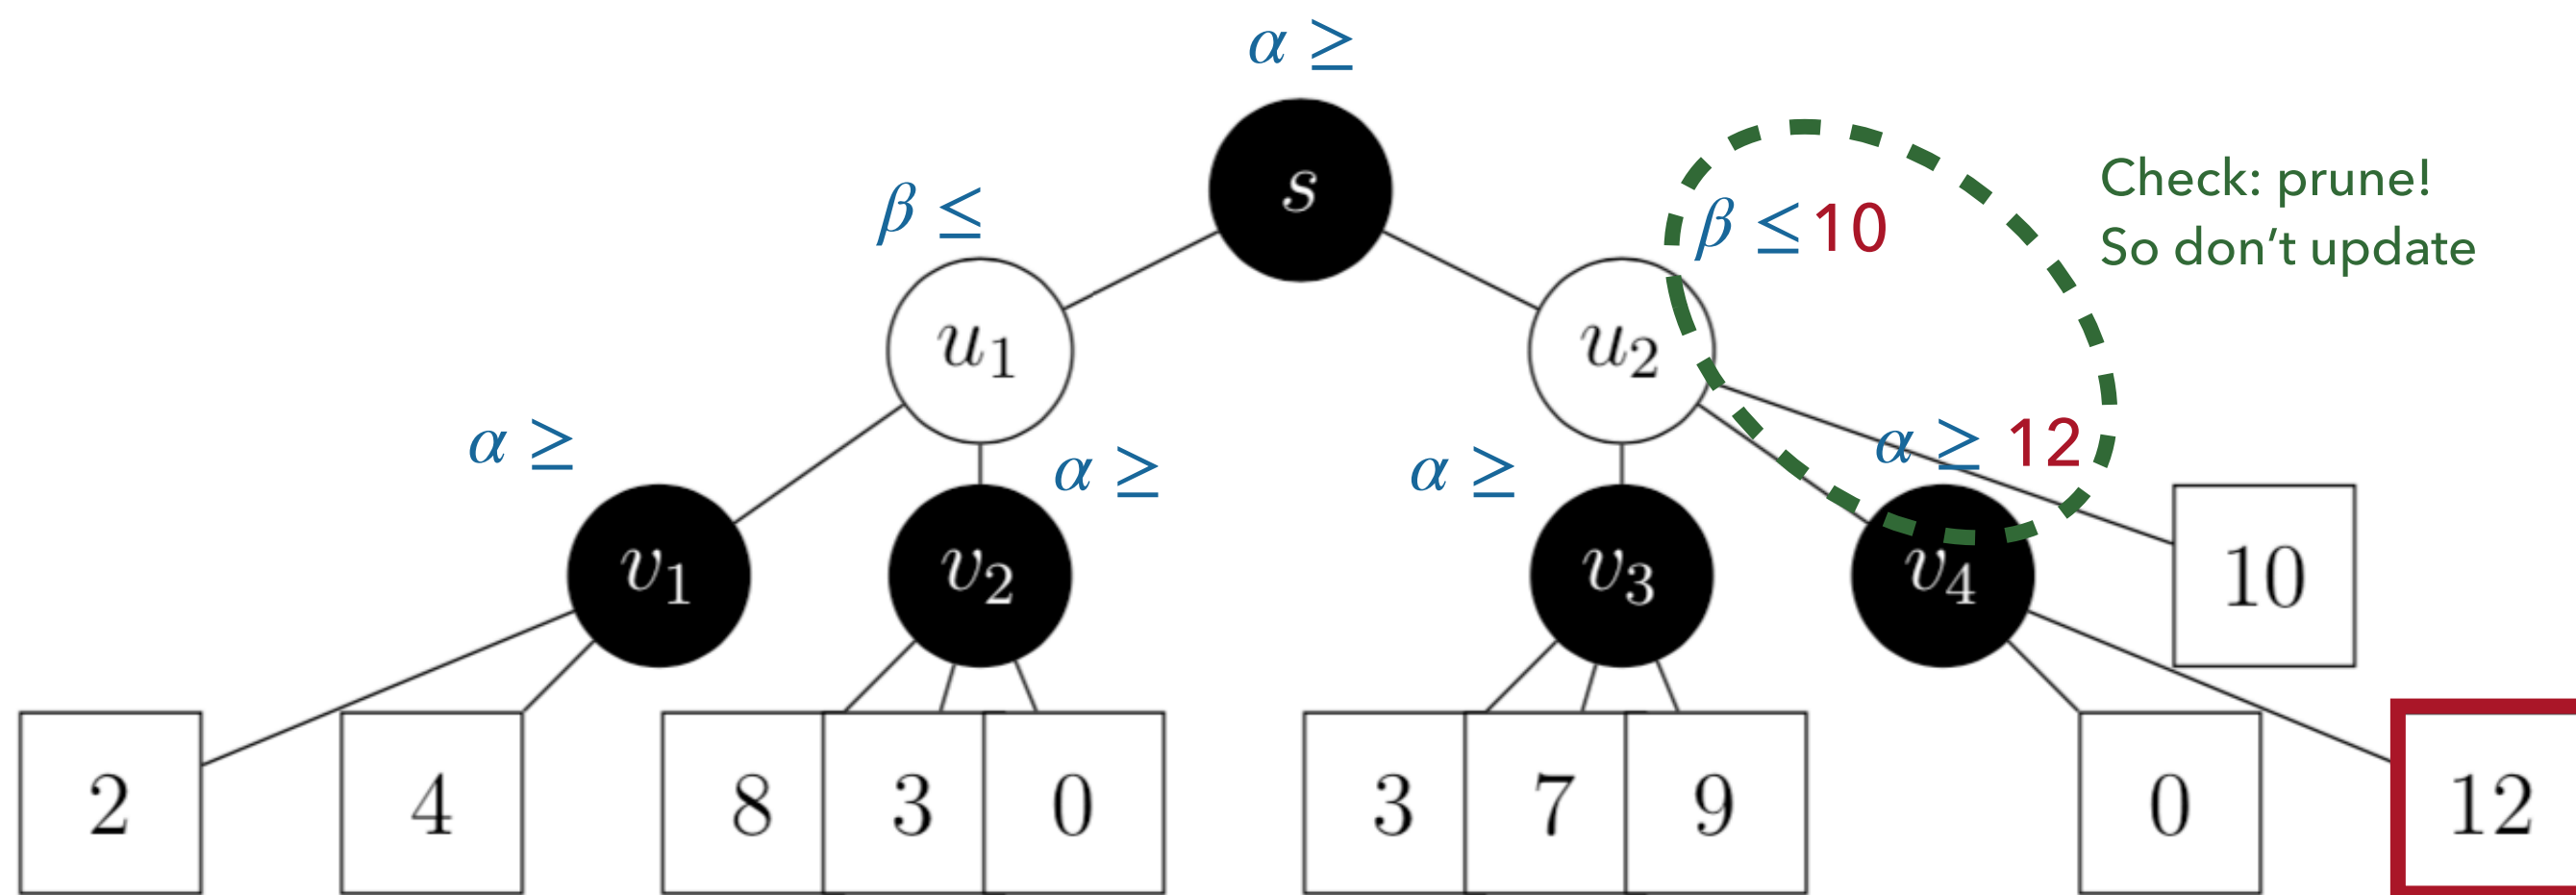 α ≥
s
β ≤
β ≤ 10
Check: prune!
So don't update
u₁
u₂
α ≥
α ≥
α ≥
α ≥ 12
v₁
v₂
v₃
v₄
10
2
4
8
3
0
3
7
9
0
12